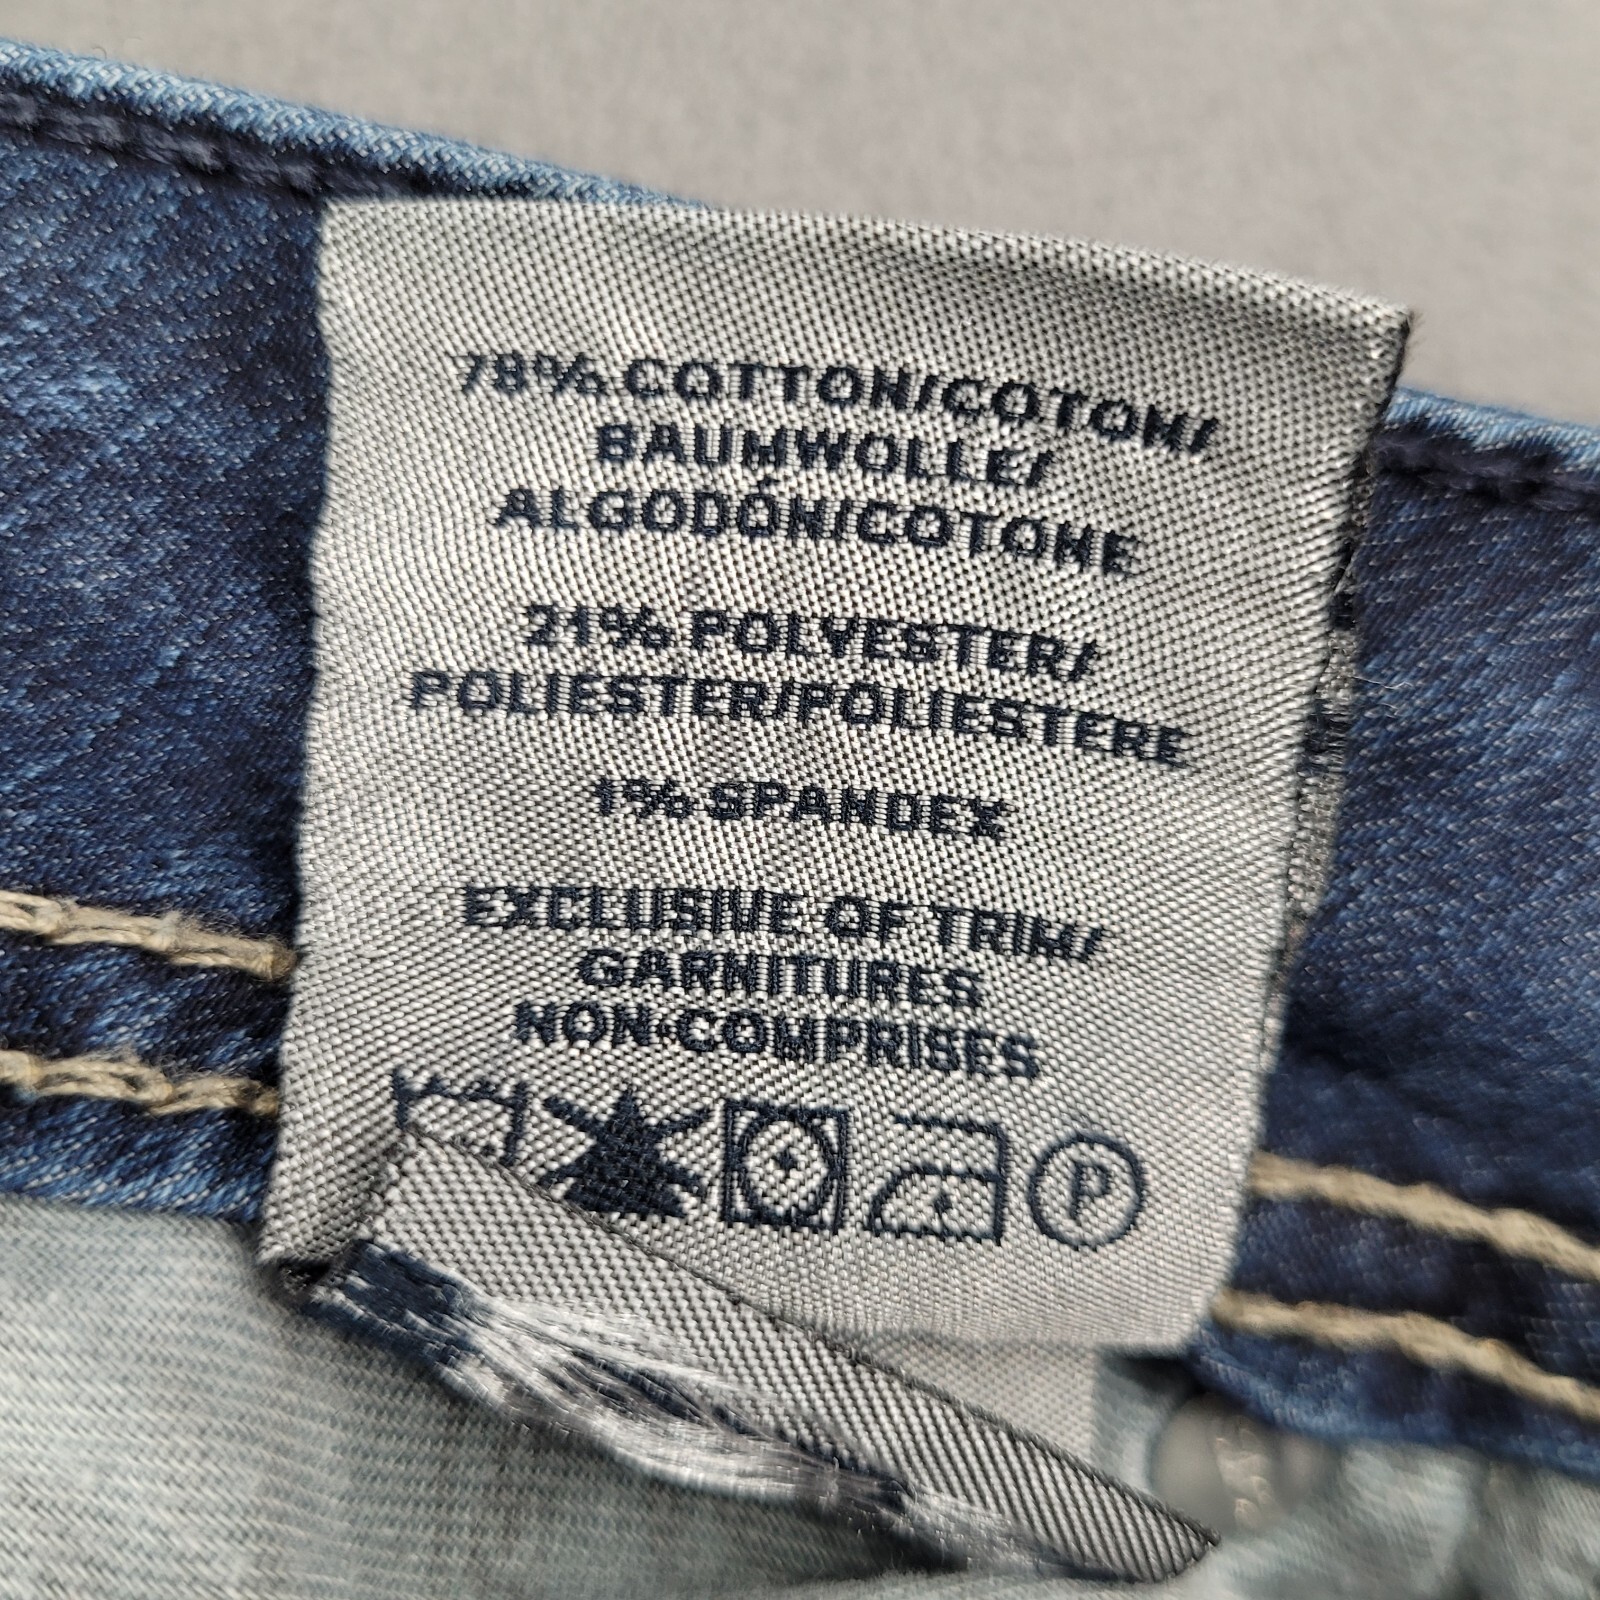 78% COTTON/COTON/
BAUMWOLLE/
ALGODÓN/COTONE
21% POLYESTER/
POLIESTER/POLIESTERE
1% SPANDEX
EXCLUSIVE OF TRIM/
GARNITURES
NON-COMPRISES
P